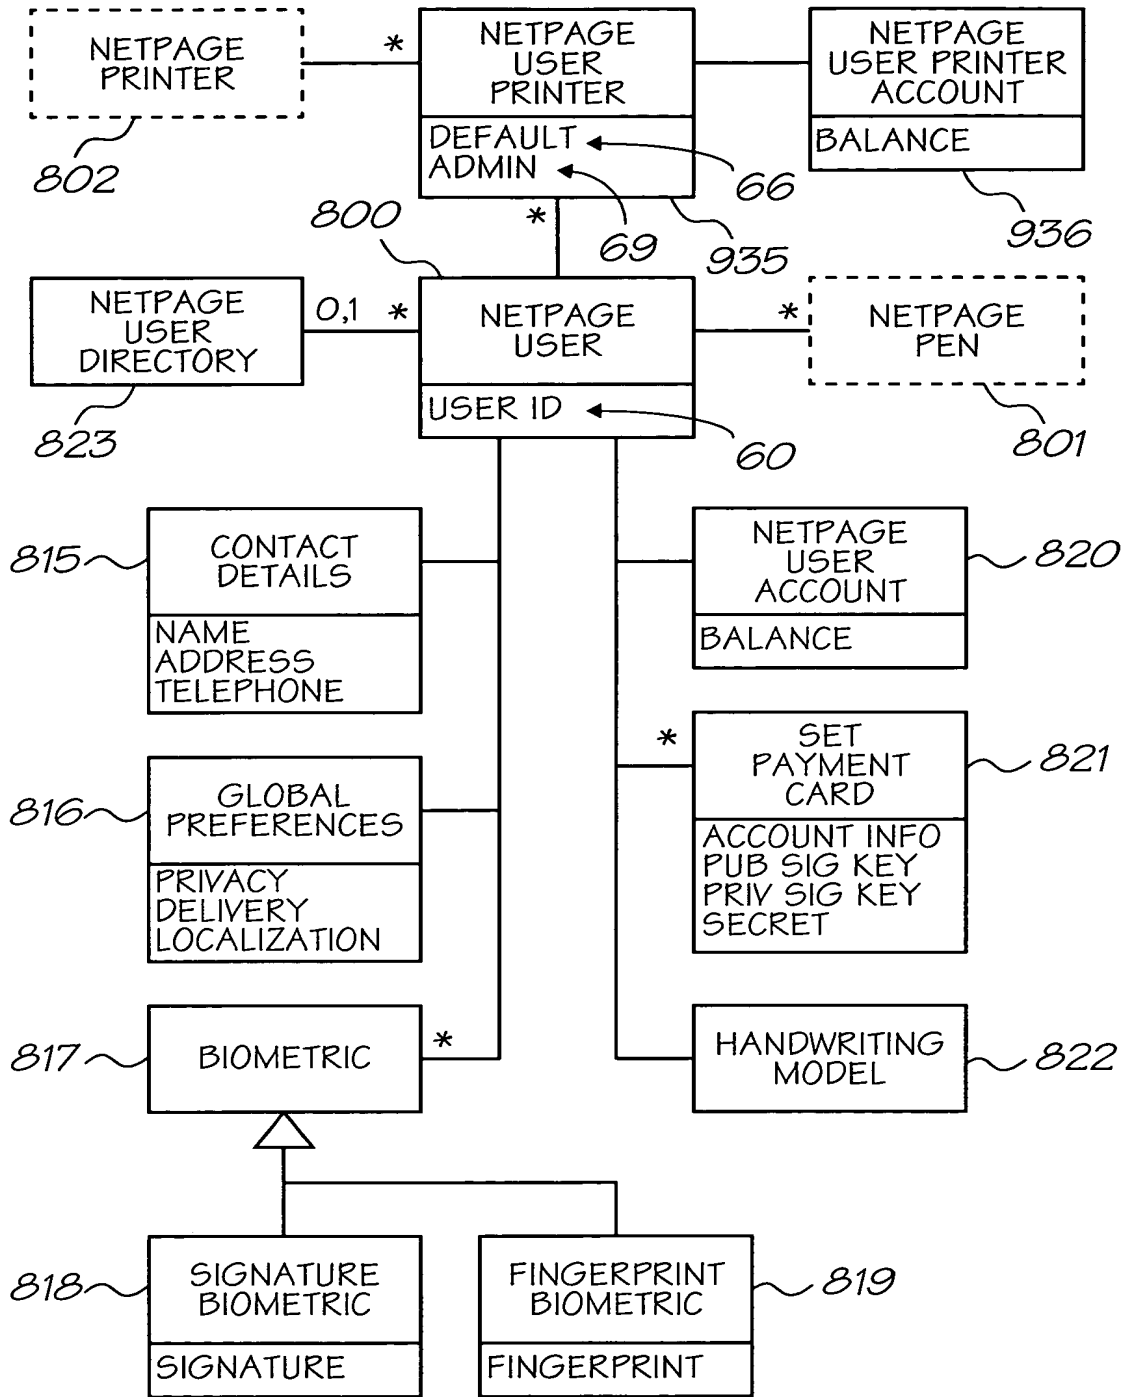 NETPAGE
PRINTER
802
*
NETPAGE
USER
PRINTER
DEFAULT
ADMIN
66
69
935
*
NETPAGE
USER PRINTER
ACCOUNT
BALANCE
936
800
NETPAGE
USER
DIRECTORY
823
0,1
*
NETPAGE
USER
USER ID
60
*
NETPAGE
PEN
801
815
CONTACT
DETAILS
NAME
ADDRESS
TELEPHONE
NETPAGE
USER
ACCOUNT
BALANCE
820
816
GLOBAL
PREFERENCES
PRIVACY
DELIVERY
LOCALIZATION
*
SET
PAYMENT
CARD
ACCOUNT INFO
PUB SIG KEY
PRIV SIG KEY
SECRET
821
817
BIOMETRIC
*
HANDWRITING
MODEL
822
818
SIGNATURE
BIOMETRIC
SIGNATURE
FINGERPRINT
BIOMETRIC
FINGERPRINT
819